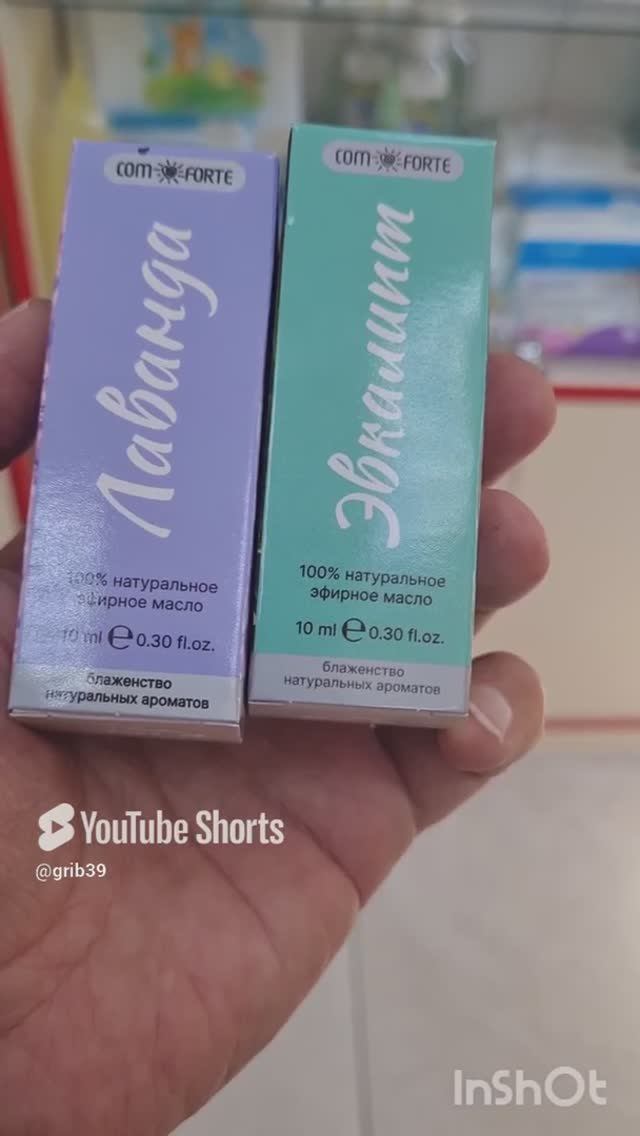 COM FORTE
Лаванда
100% натуральное
эфирное масло
10 ml e 0.30 fl.oz.
блаженство
натуральных ароматов
COM FORTE
Эвкалипт
100% натуральное
эфирное масло
10 ml e 0.30 fl.oz.
блаженство
натуральных ароматов
YouTube Shorts
@grib39
InShOt